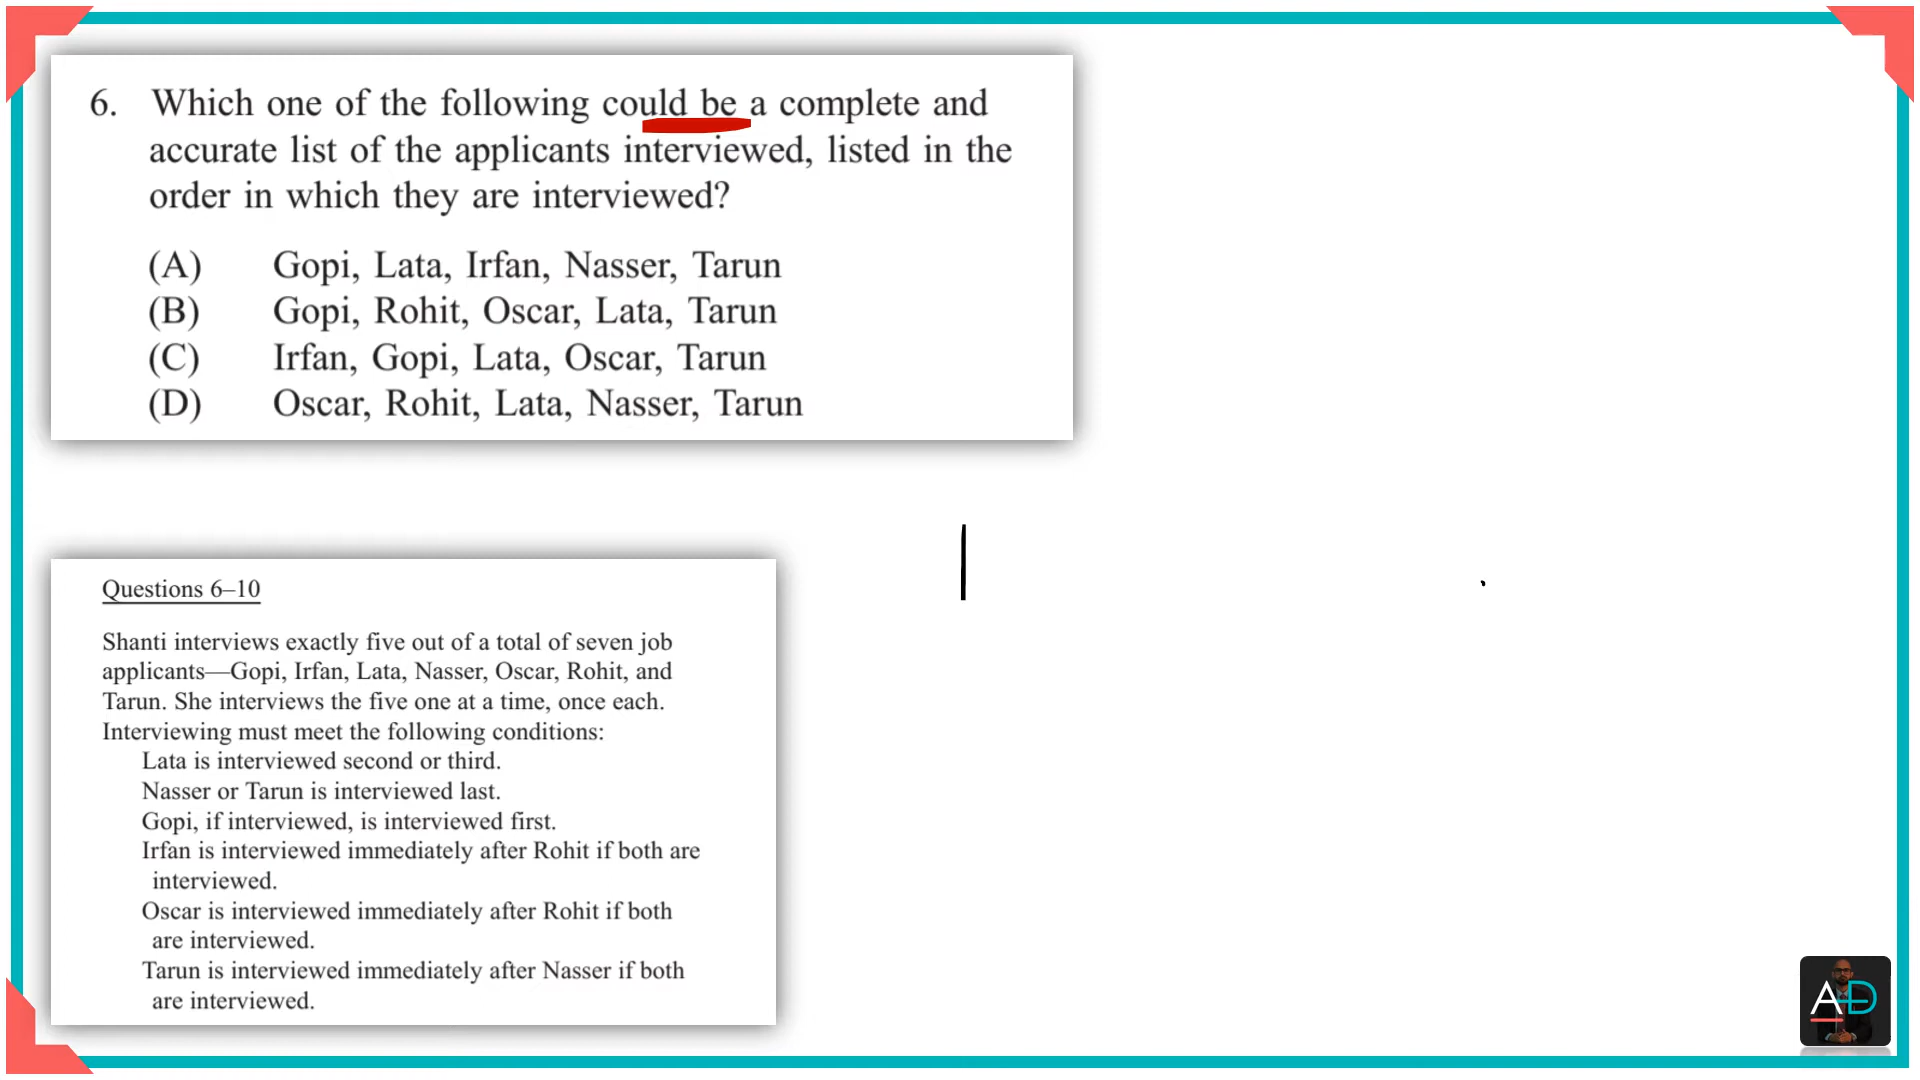 6. Which one of the following could be a complete and
accurate list of the applicants interviewed, listed in the
order in which they are interviewed?
(A) Gopi, Lata, Irfan, Nasser, Tarun
(B) Gopi, Rohit, Oscar, Lata, Tarun
(C) Irfan, Gopi, Lata, Oscar, Tarun
(D) Oscar, Rohit, Lata, Nasser, Tarun
Questions 6–10
Shanti interviews exactly five out of a total of seven job
applicants—Gopi, Irfan, Lata, Nasser, Oscar, Rohit, and
Tarun. She interviews the five one at a time, once each.
Interviewing must meet the following conditions:
Lata is interviewed second or third.
Nasser or Tarun is interviewed last.
Gopi, if interviewed, is interviewed first.
Irfan is interviewed immediately after Rohit if both are
interviewed.
Oscar is interviewed immediately after Rohit if both
are interviewed.
Tarun is interviewed immediately after Nasser if both
are interviewed.
AD